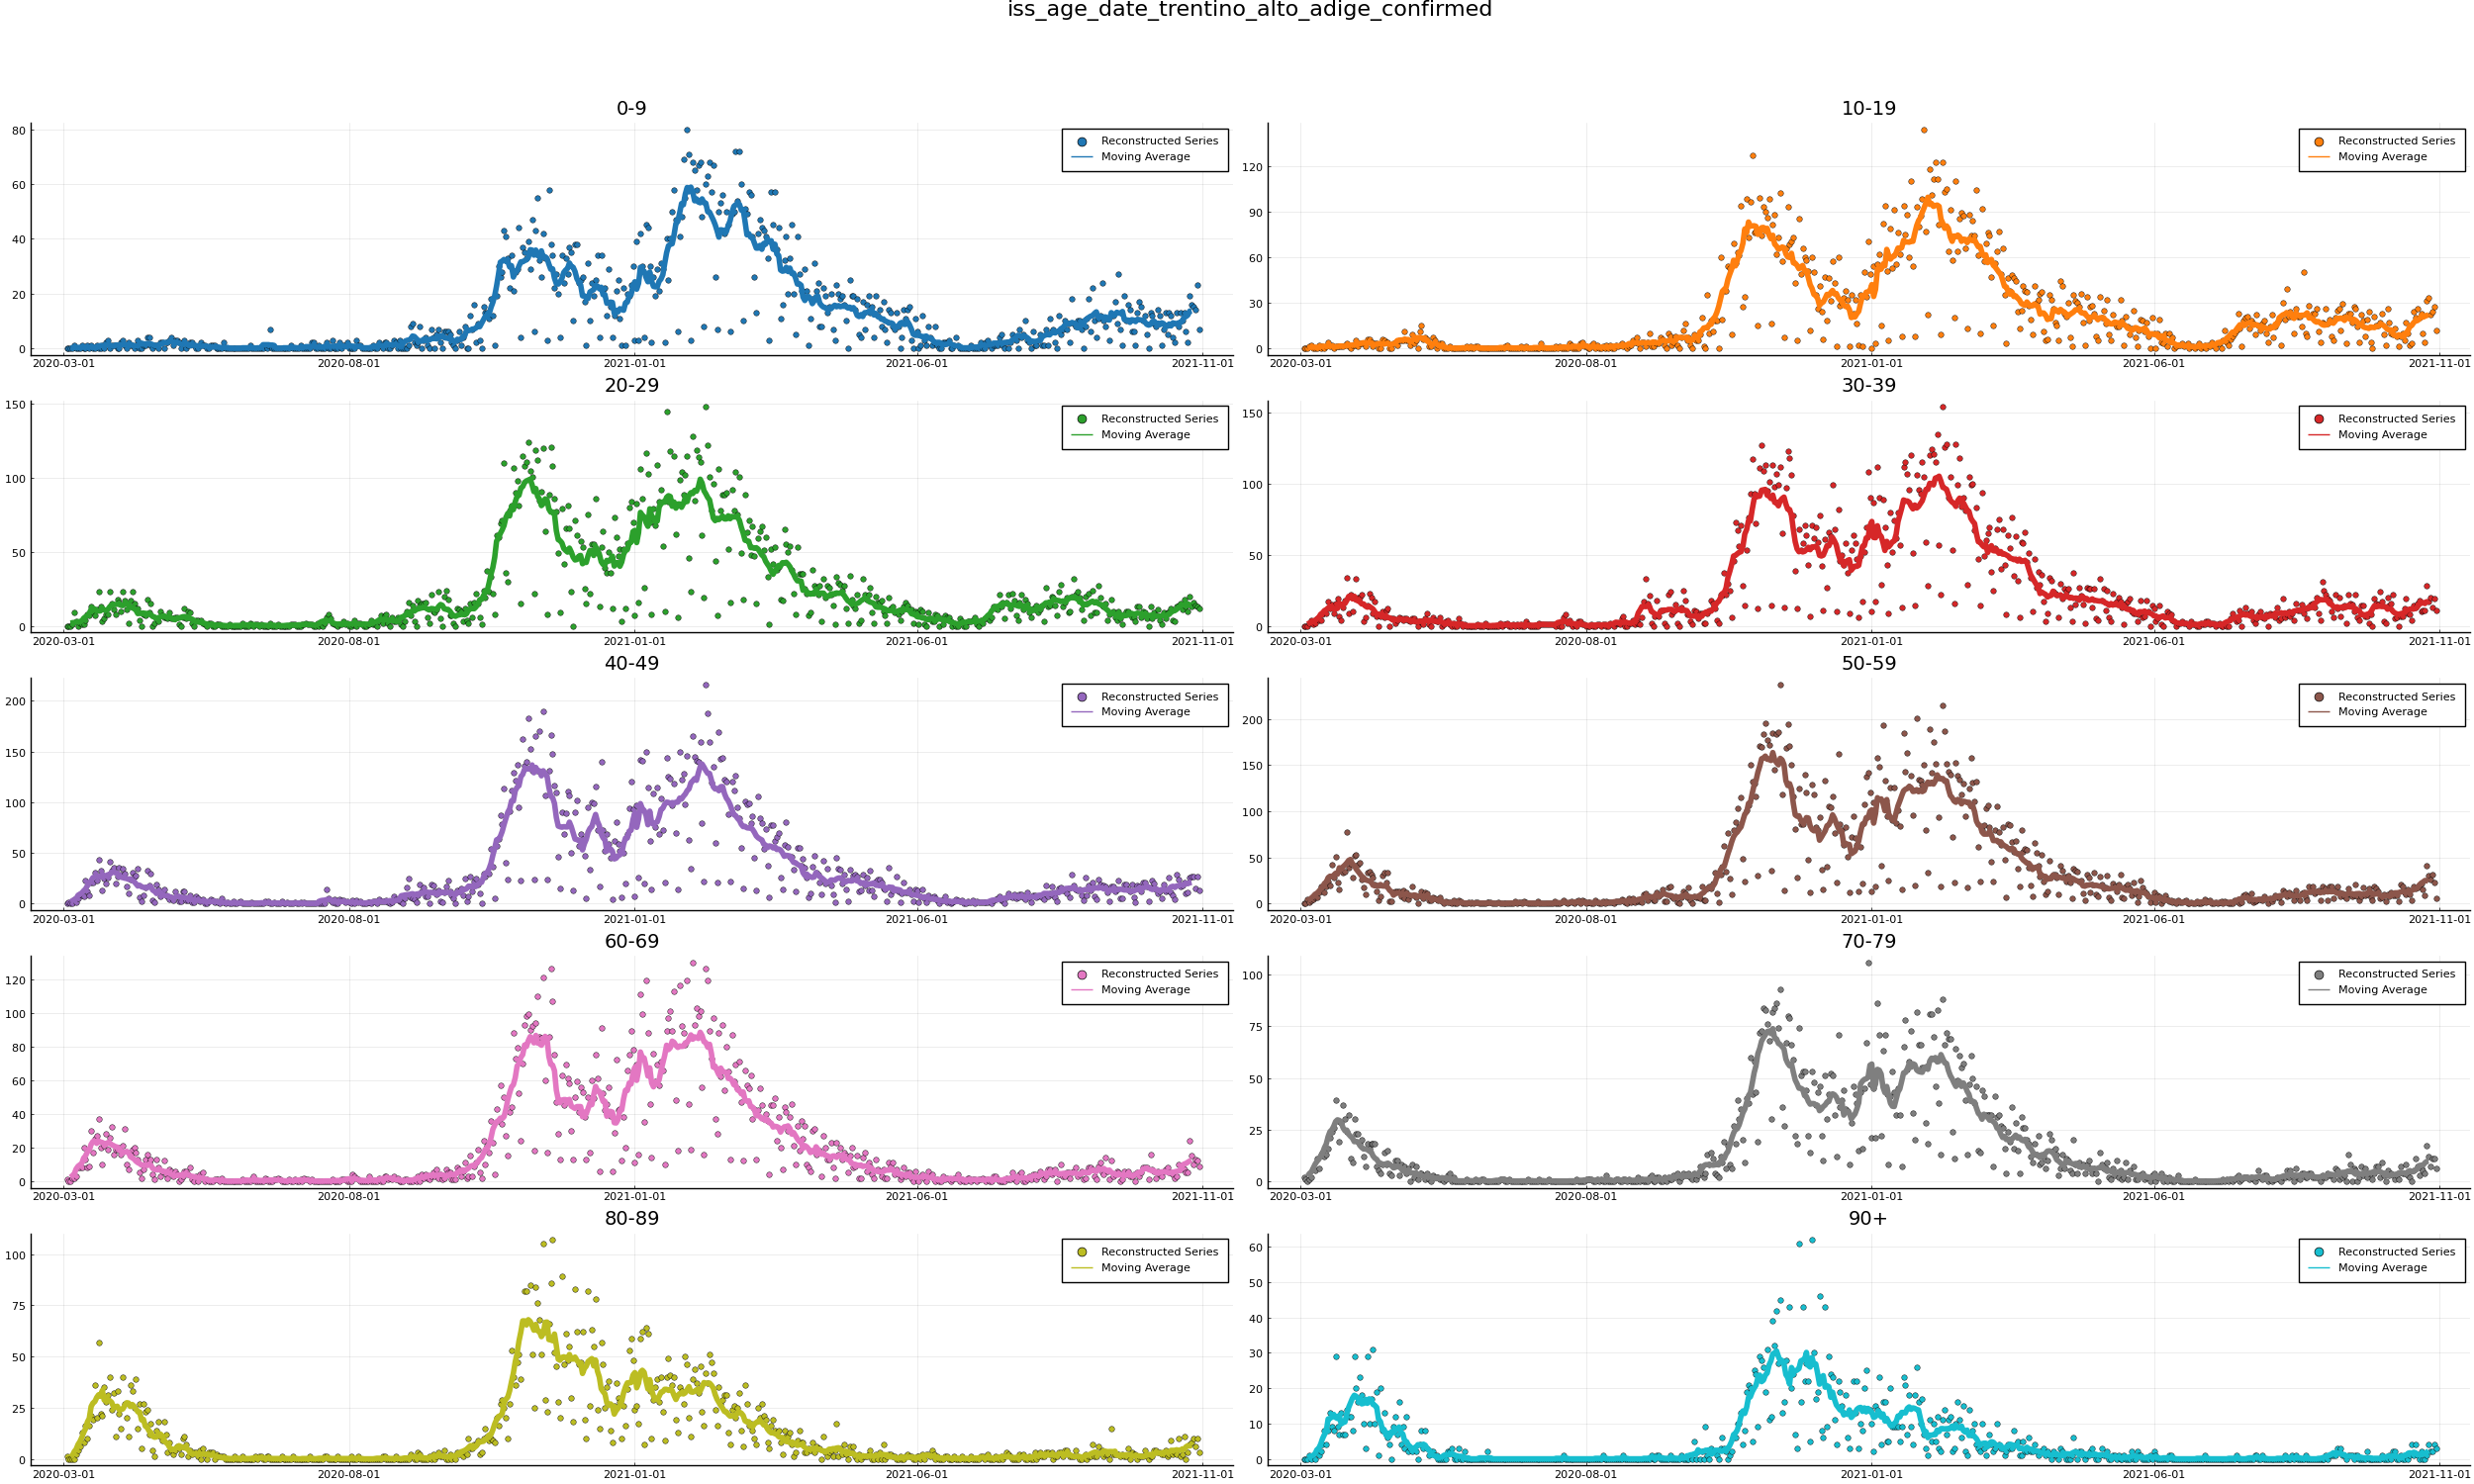 iss_age_date_trentino_alto_adige_confirmed
0-9
80
60
40
20
0
Reconstructed Series
Moving Average
2020-03-01 2020-08-01 2021-01-01 2021-06-01 2021-11-01
10-19
120
90
60
30
0
Reconstructed Series
Moving Average
2020-03-01 2020-08-01 2021-01-01 2021-06-01 2021-11-01
20-29
150
100
50
0
Reconstructed Series
Moving Average
2020-03-01 2020-08-01 2021-01-01 2021-06-01 2021-11-01
30-39
150
100
50
0
Reconstructed Series
Moving Average
2020-03-01 2020-08-01 2021-01-01 2021-06-01 2021-11-01
40-49
200
150
100
50
0
Reconstructed Series
Moving Average
2020-03-01 2020-08-01 2021-01-01 2021-06-01 2021-11-01
50-59
200
150
100
50
0
Reconstructed Series
Moving Average
2020-03-01 2020-08-01 2021-01-01 2021-06-01 2021-11-01
60-69
120
100
80
60
40
20
0
Reconstructed Series
Moving Average
2020-03-01 2020-08-01 2021-01-01 2021-06-01 2021-11-01
70-79
100
75
50
25
0
Reconstructed Series
Moving Average
2020-03-01 2020-08-01 2021-01-01 2021-06-01 2021-11-01
80-89
100
75
50
25
0
Reconstructed Series
Moving Average
2020-03-01 2020-08-01 2021-01-01 2021-06-01 2021-11-01
90+
60
50
40
30
20
10
0
Reconstructed Series
Moving Average
2020-03-01 2020-08-01 2021-01-01 2021-06-01 2021-11-01